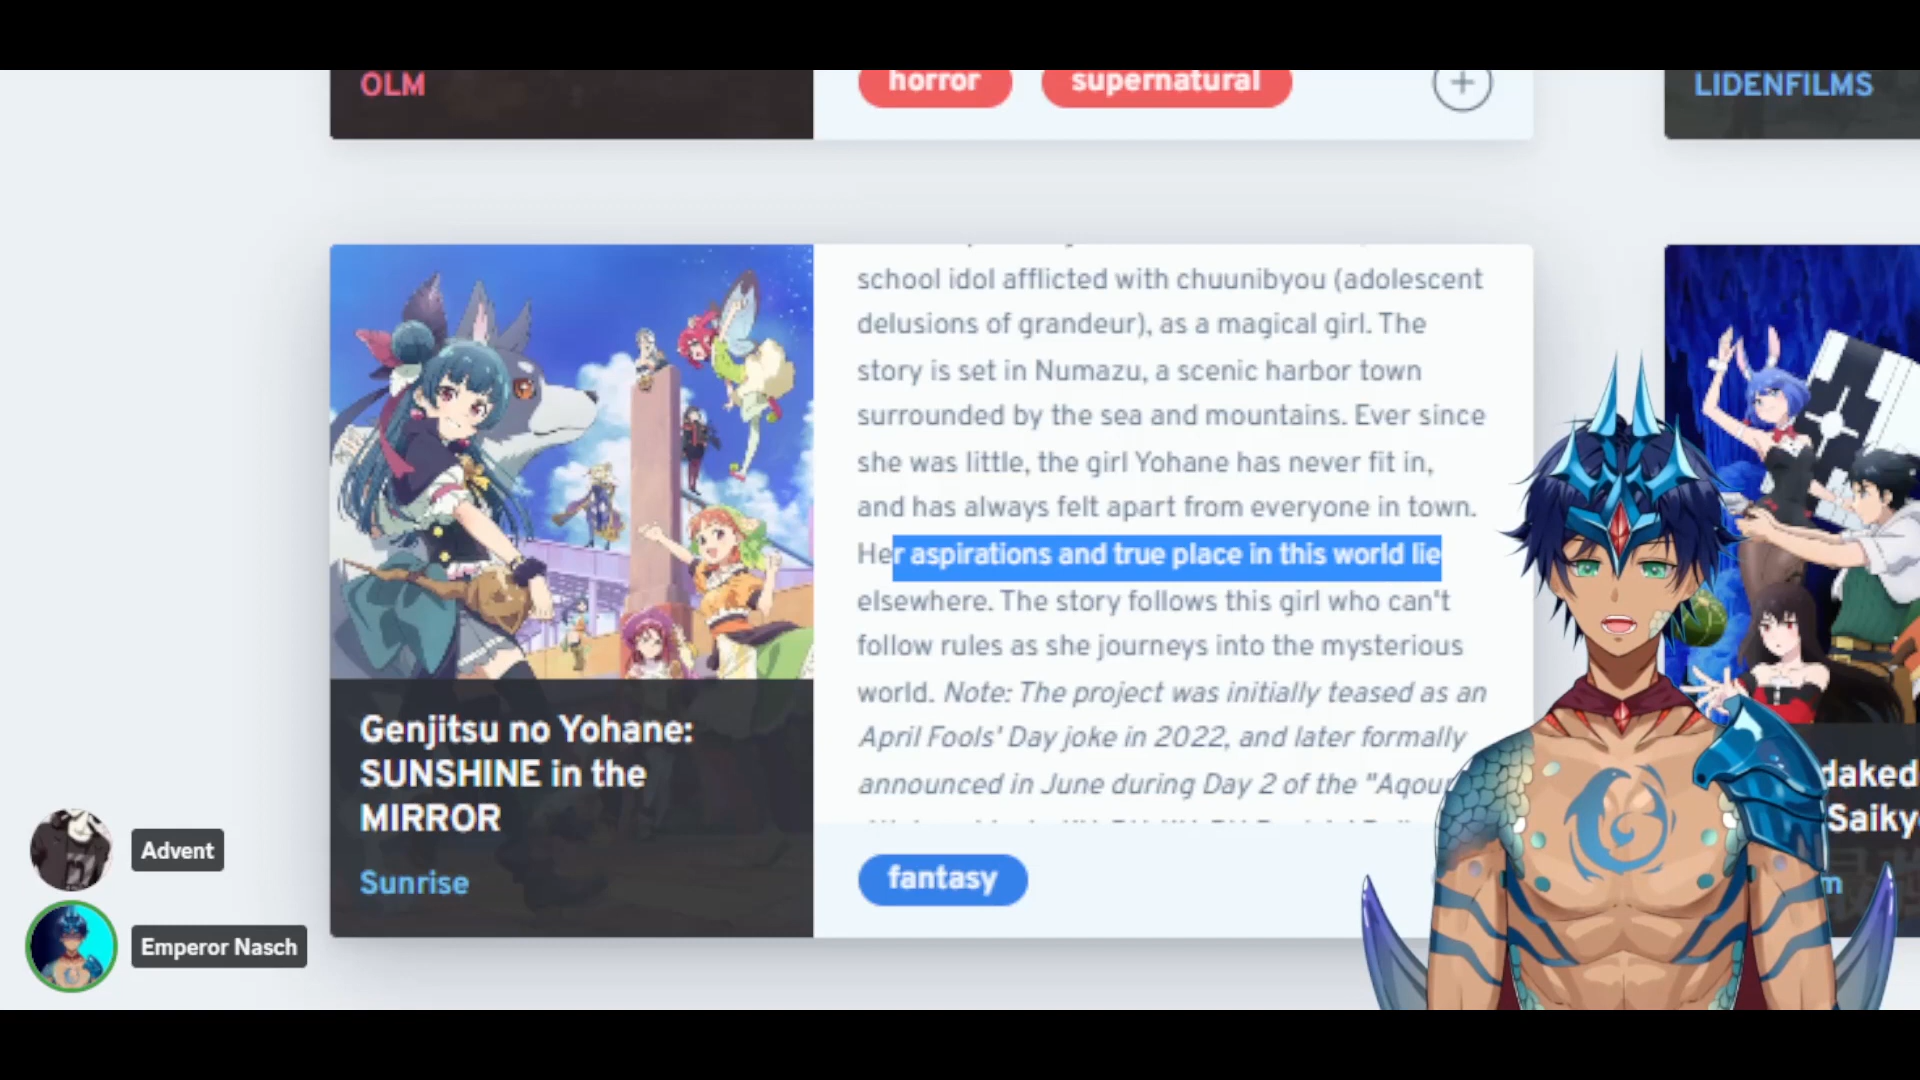 OLM
horror
supernatural
LIDENFILMS
school idol afflicted with chuunibyou (adolescent
delusions of grandeur), as a magical girl. The
story is set in Numazu, a scenic harbor town
surrounded by the sea and mountains. Ever since
she was little, the girl Yohane has never fit in,
and has always felt apart from everyone in town.
Her aspirations and true place in this world lie
elsewhere. The story follows this girl who can't
follow rules as she journeys into the mysterious
world. Note: The project was initially teased as an
April Fools' Day joke in 2022, and later formally
announced in June during Day 2 of the "Aqou
fantasy
Genjitsu no Yohane:
SUNSHINE in the
MIRROR
Sunrise
daked
Saiky
m
Advent
Emperor Nasch